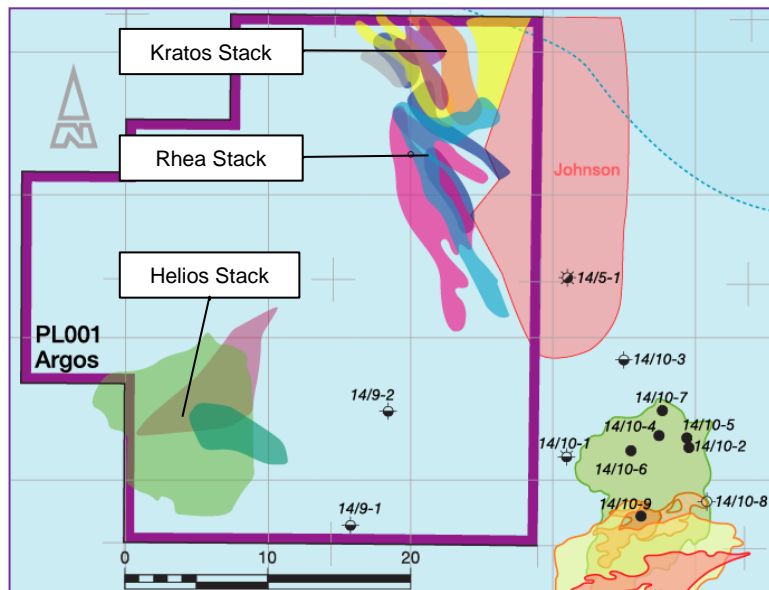 Kratos Stack
N
Rhea Stack
Johnson
Helios Stack
14/5-1
PL001
Argos
14/10-3
14/9-2
14/10-7
14/10-4
14/10-5
14/10-1
14/10-2
14/10-6
14/10-8
14/10-9
14/9-1
0
10
20